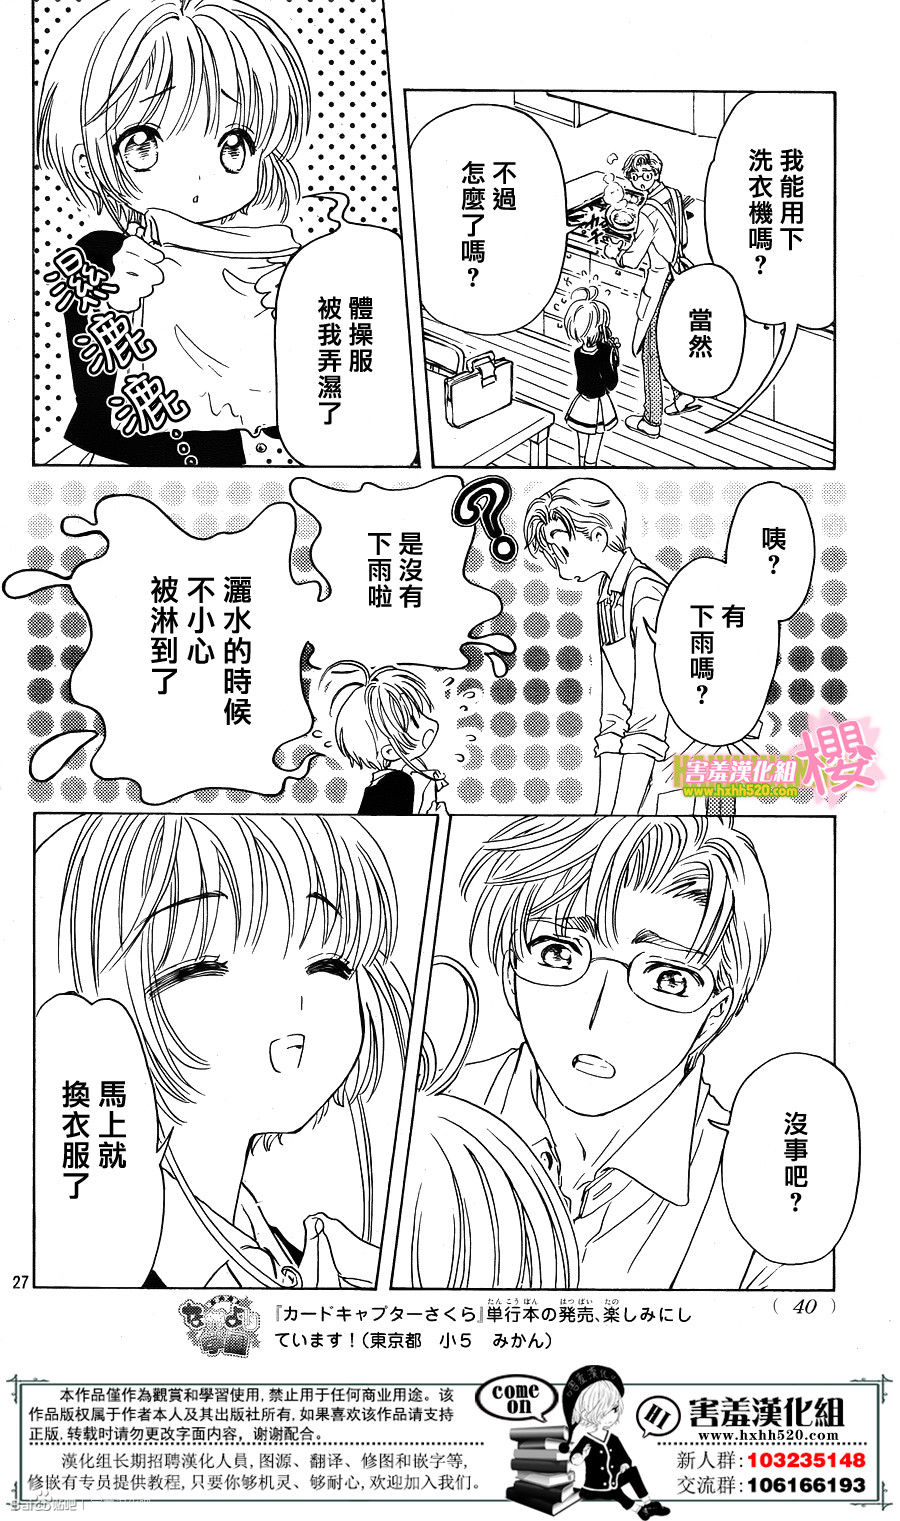 我能用下
洗衣機嗎?
當然
不過
怎麼了嗎?
體操服
被我弄濕了
濕
漉
漉
咦?
有
下雨嗎?
?
是沒有
下雨啦
灑水的時候
不小心
被淋到了
害羞漢化組
www.hxhh520.com
櫻
沒事吧?
馬上就
換衣服了
27
( 40 )
『カードキャプターさくら』単行本の発売、楽しみにし
ています!(東京都 小5 みかん)
本作品僅作為觀賞和學習使用,禁止用于任何商业用途。该
作品版权属于作者本人及其出版社所有,如果喜欢该作品请支持
正版,转载时请勿更改字面内容，谢谢配合。
漢化组长期招聘漢化人员,图源、翻译、修图和嵌字等,
修嵌有专员提供教程,只要你够机灵、够耐心,欢迎加入我们。
come on
HI
害羞漢化組
www.hxhh520.com
新人群:103235148
交流群:106166193